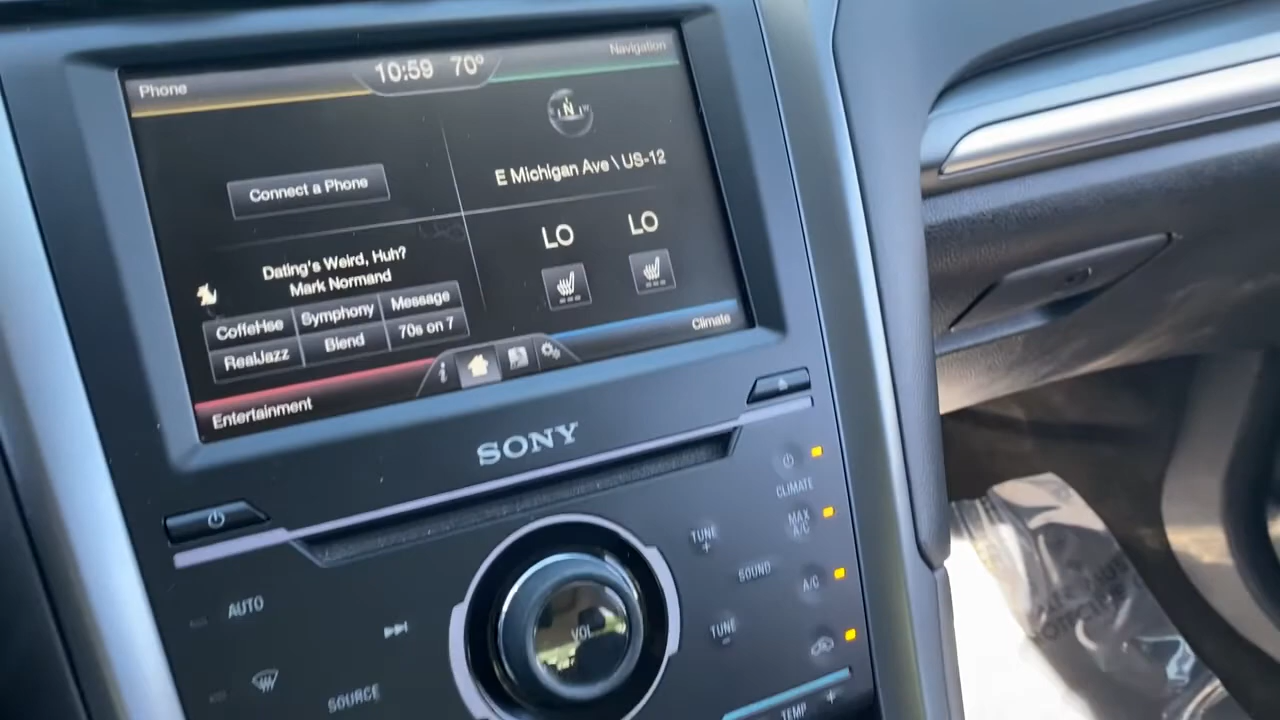 Phone
10:59 70°
Navigation
N
Connect a Phone
E Michigan Ave \ US-12
Dating's Weird, Huh?
Mark Normand
LO LO
CoffeHse Symphony Message
RealJazz Blend 70s on 7
Entertainment
i
Climate
SONY
CLIMATE
MAX
A/C
TUNE
+
SOUND
A/C
AUTO
VOL
TUNE
-
SOURCE
TEMP +